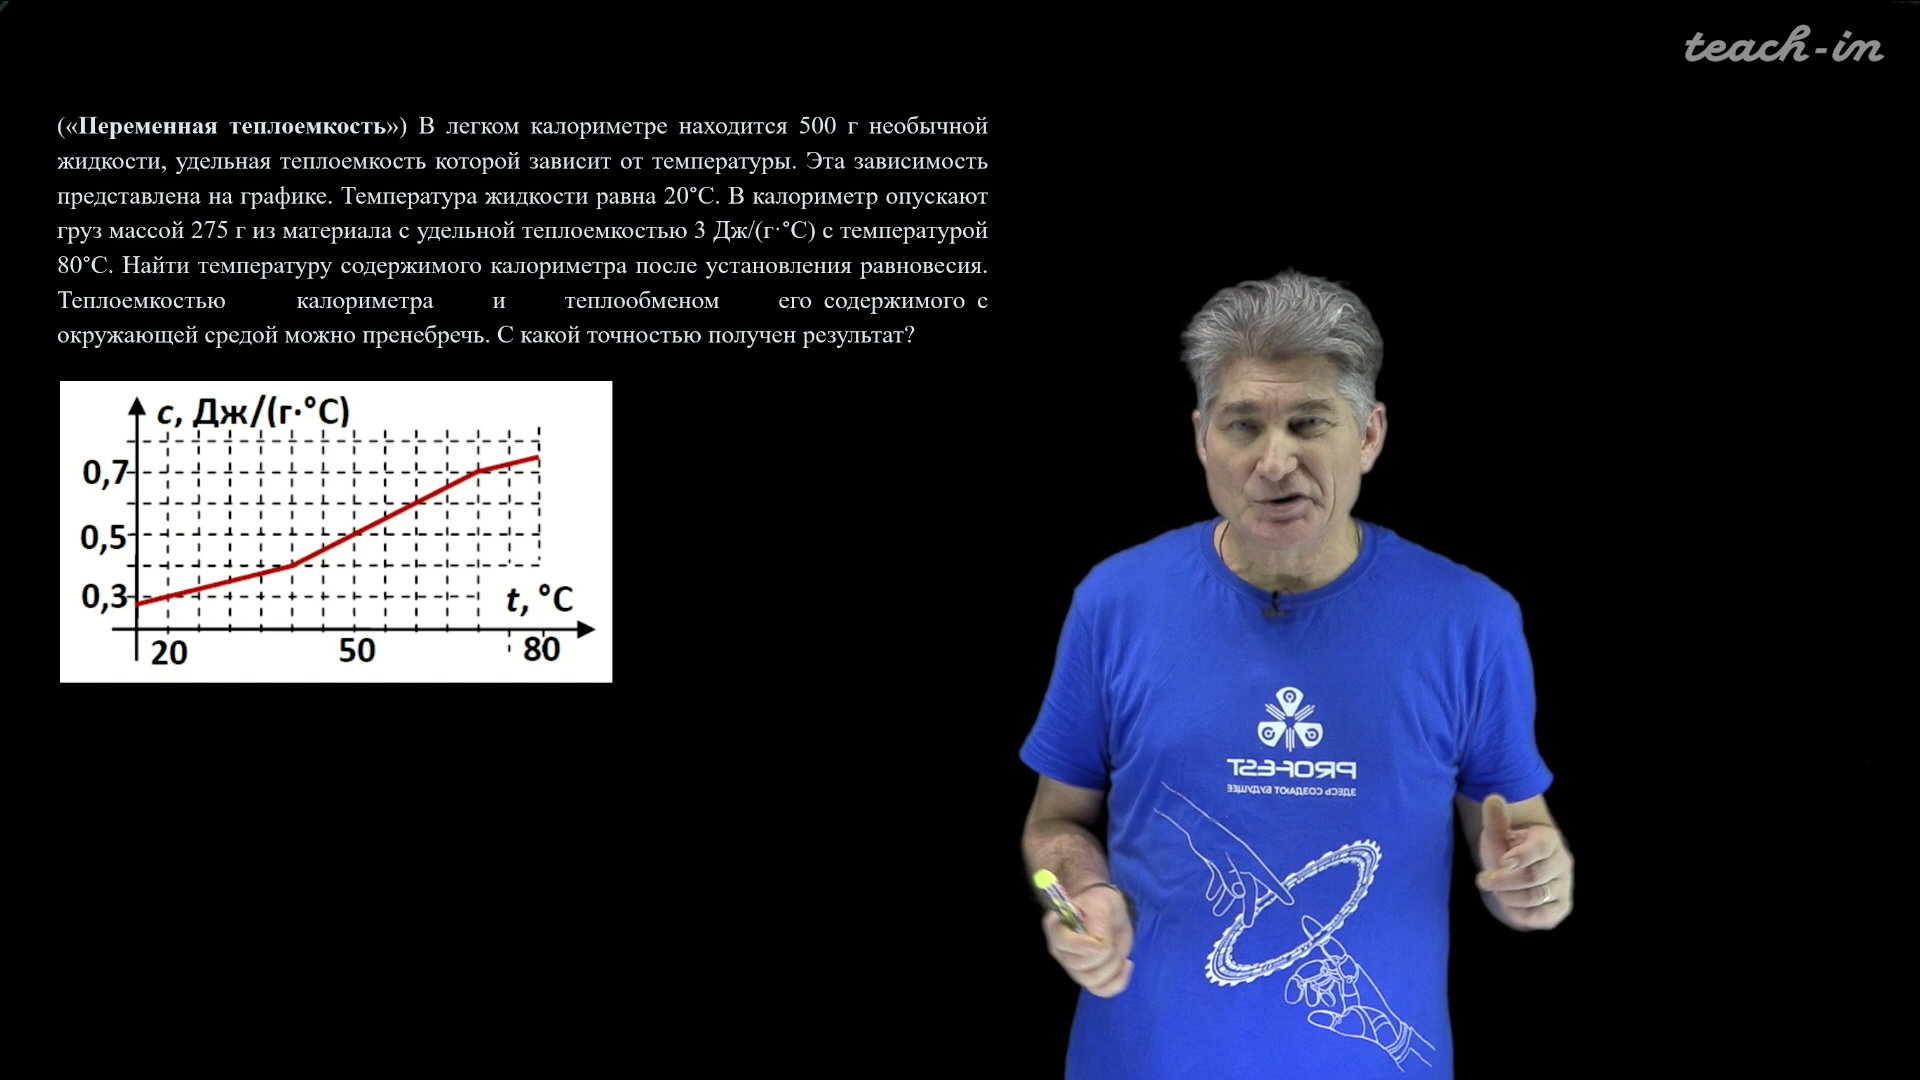 teach-in
(«Переменная теплоемкость») В легком калориметре находится 500 г необычной
жидкости, удельная теплоемкость которой зависит от температуры. Эта зависимость
представлена на графике. Температура жидкости равна 20°C. В калориметр опускают
груз массой 275 г из материала с удельной теплоемкостью 3 Дж/(г·°C) с температурой
80°C. Найти температуру содержимого калориметра после установления равновесия.
Теплоемкостью калориметра и теплообменом его содержимого с
окружающей средой можно пренебречь. С какой точностью получен результат?
c, Дж/(г·°C)
0,7
0,5
0,3
t, °C
20 50 80
PROFEST
ЗДЕСЬ СОЗДАЮТ БУДУЩЕЕ